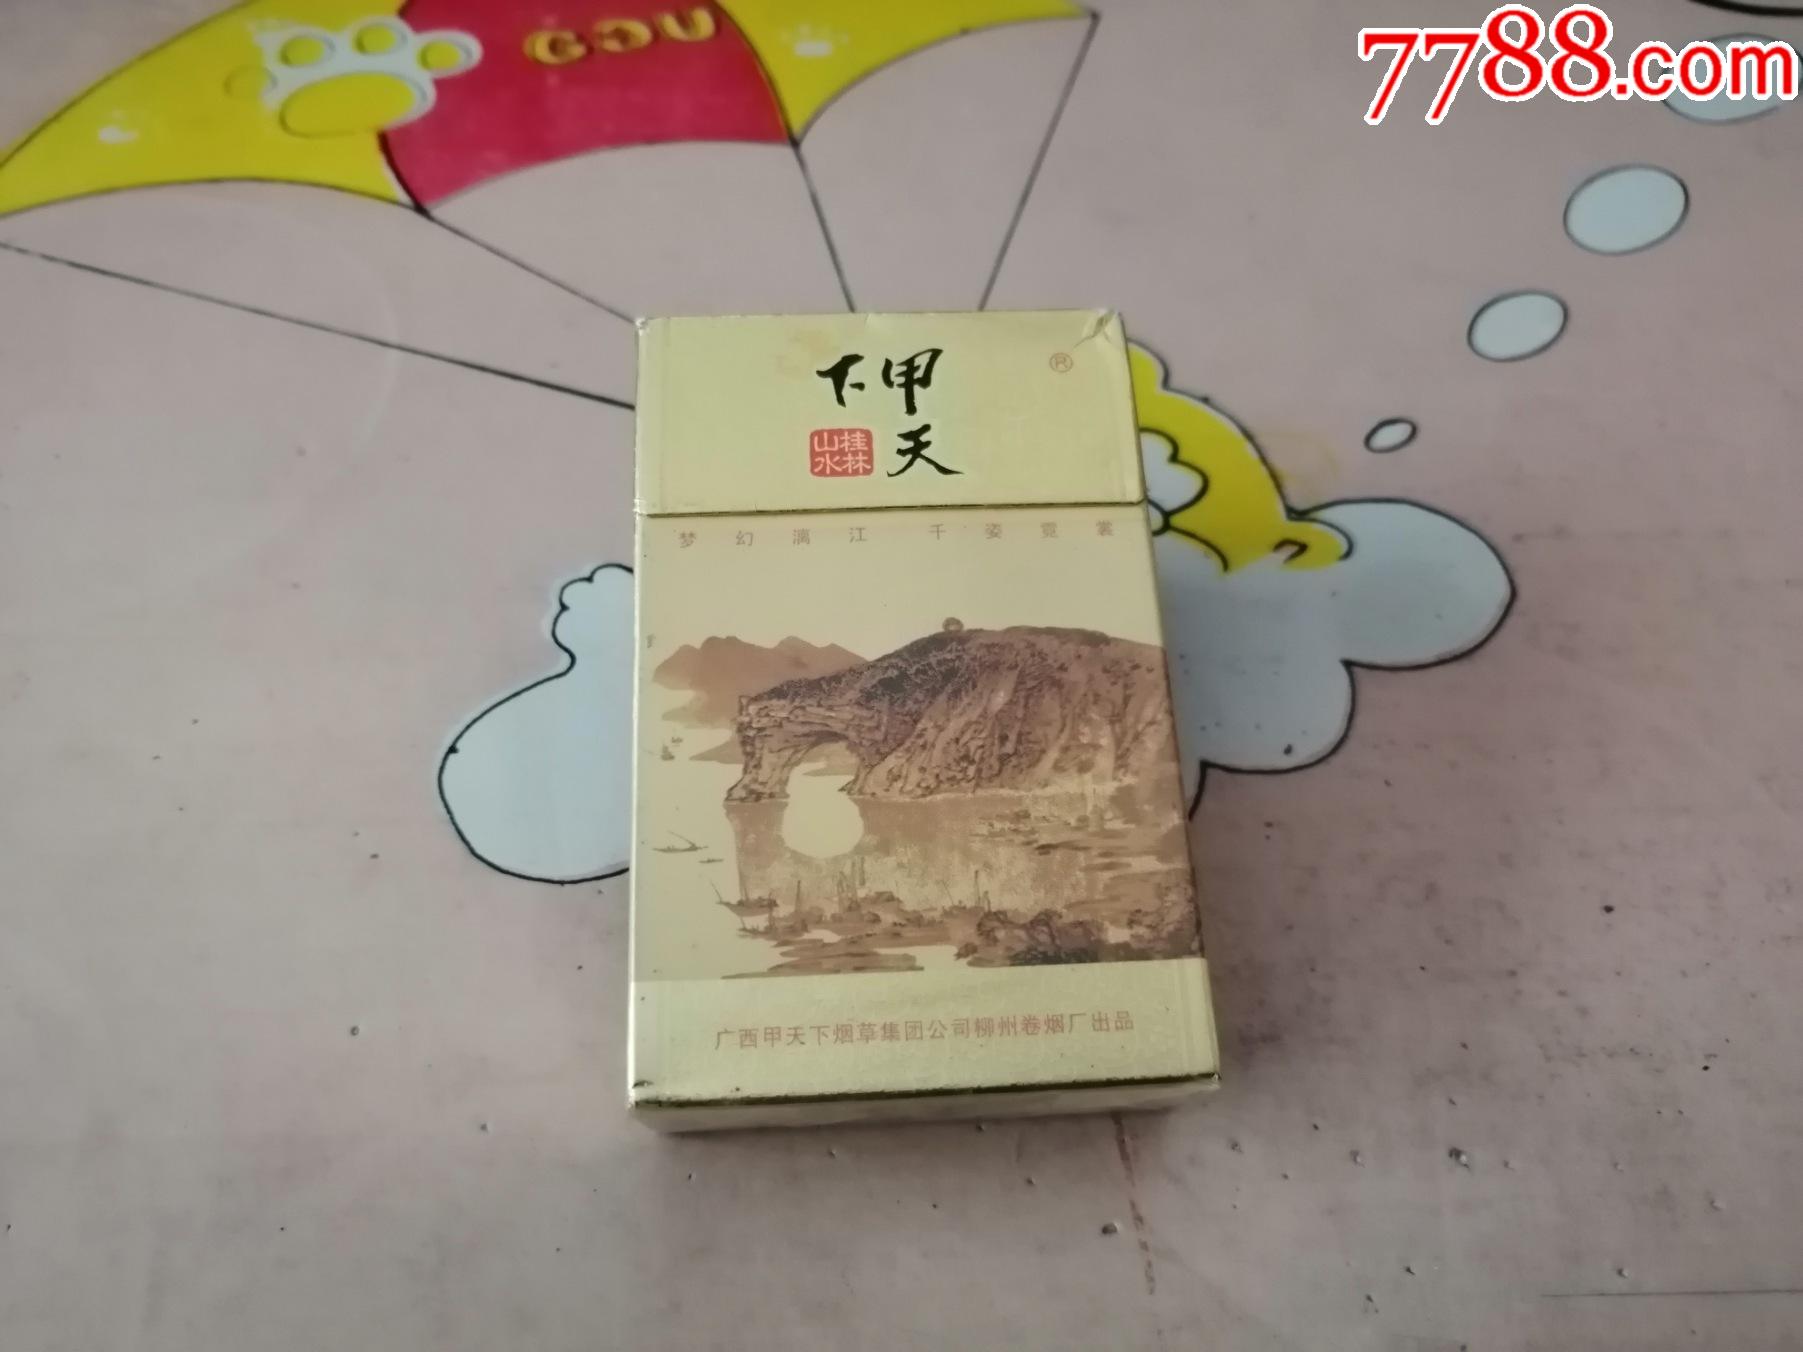 7788.com
GOU
甲天下
®
桂林
山水
梦幻漓江 千姿霓裳
广西甲天下烟草集团公司柳州卷烟厂出品